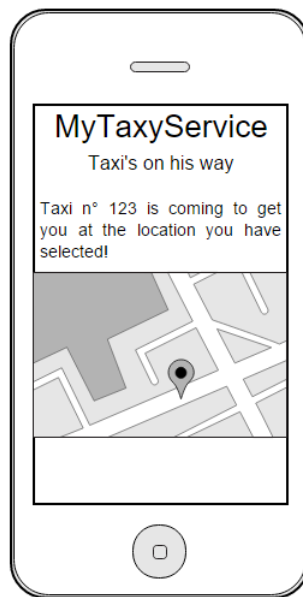 MyTaxyService
Taxi's on his way
Taxi n° 123 is coming to get
you at the location you have
selected!